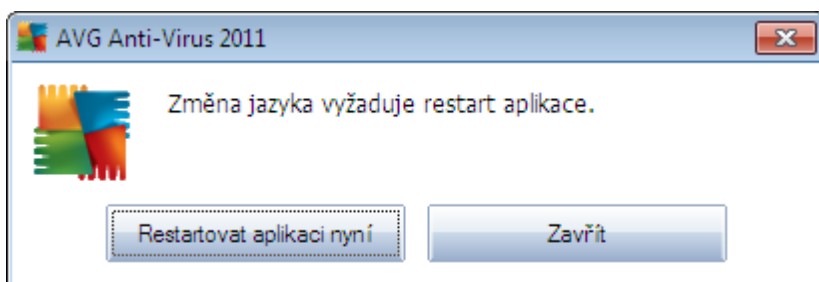 AVG Anti-Virus 2011
Změna jazyka vyžaduje restart aplikace.
Restartovat aplikaci nyní
Zavřít